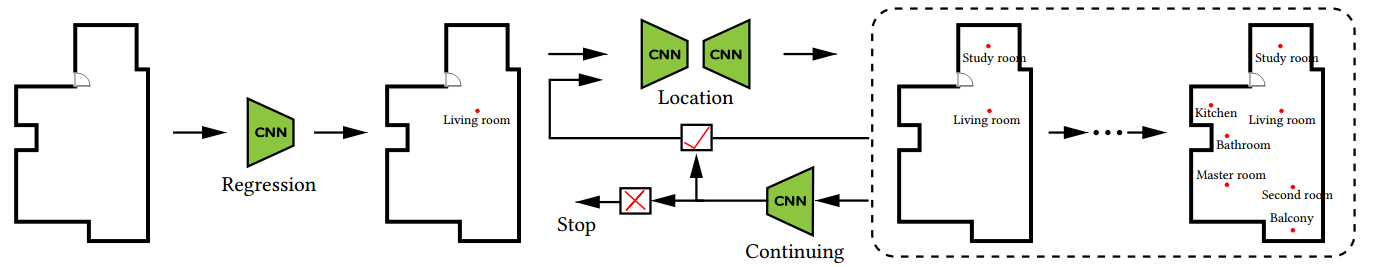 CNN
Regression
Living room
CNN CNN
Location
CNN
Continuing
Stop
Study room
Living room
Study room
Kitchen
Living room
Bathroom
Master room
Second room
Balcony